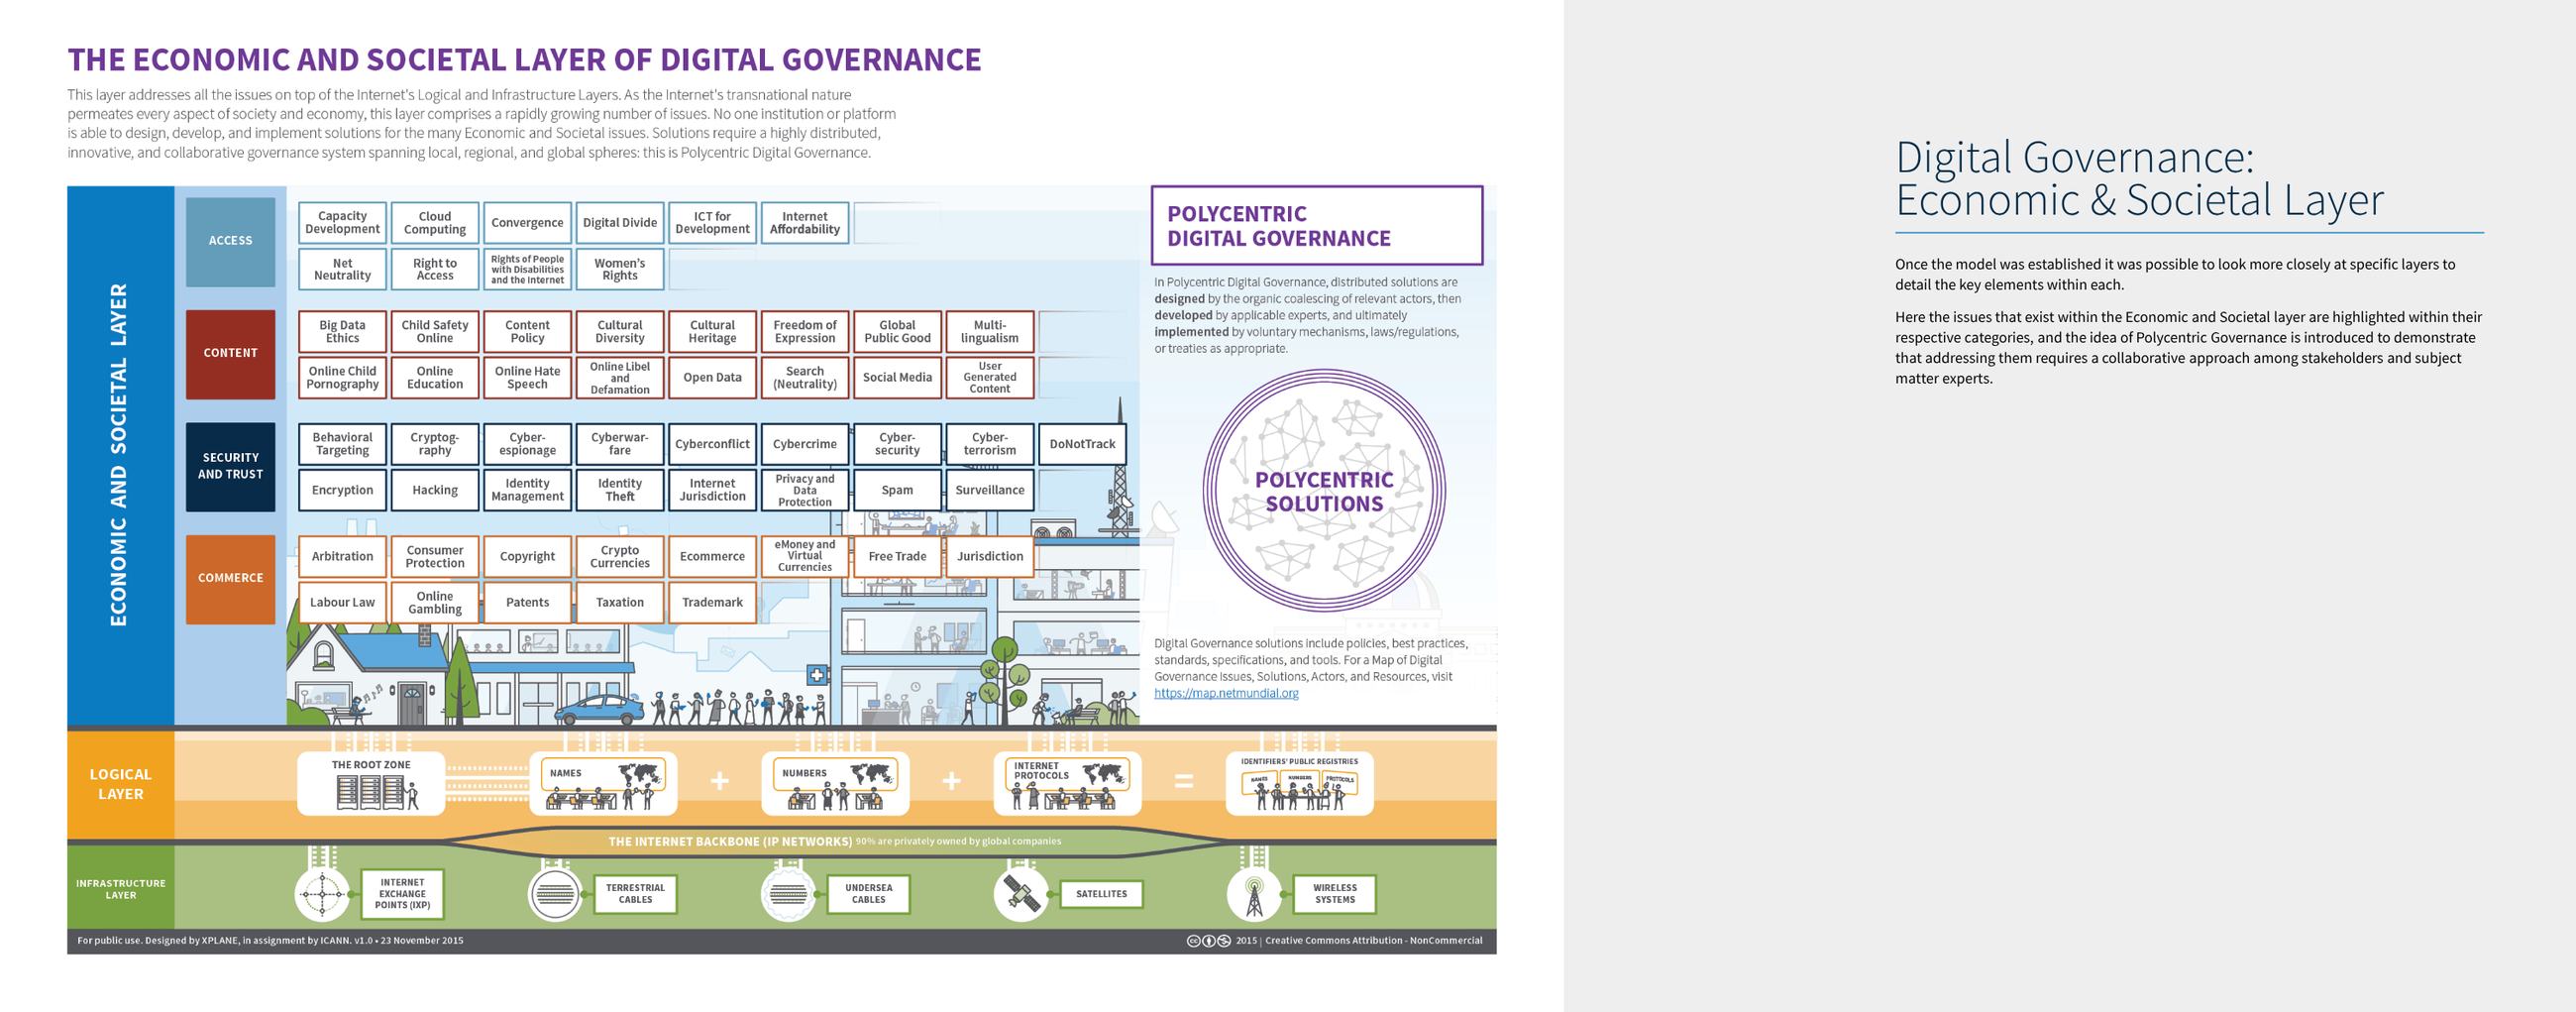 THE ECONOMIC AND SOCIETAL LAYER OF DIGITAL GOVERNANCE
This layer addresses all the issues on top of the Internet's Logical and Infrastructure Layers. As the Internet's transnational nature
permeates every aspect of society and economy, this layer comprises a rapidly growing number of issues. No one institution or platform
is able to design, develop, and implement solutions for the many Economic and Societal issues. Solutions require a highly distributed,
innovative, and collaborative governance system spanning local, regional, and global spheres: this is Polycentric Digital Governance.
ECONOMIC AND SOCIETAL LAYER
ACCESS
Capacity
Development
Cloud
Computing
Convergence
Digital Divide
ICT for
Development
Internet
Affordability
Net
Neutrality
Right to
Access
Rights of People
with Disabilities
and the Internet
Women's
Rights
CONTENT
Big Data
Ethics
Child Safety
Online
Content
Policy
Cultural
Diversity
Cultural
Heritage
Freedom of
Expression
Global
Public Good
Multi-
lingualism
Online Child
Pornography
Online
Education
Online Hate
Speech
Online Libel
and
Defamation
Open Data
Search
(Neutrality)
Social Media
User
Generated
Content
SECURITY
AND TRUST
Behavioral
Targeting
Cryptog-
raphy
Cyber-
espionage
Cyberwar-
fare
Cyberconflict
Cybercrime
Cyber-
security
Cyber-
terrorism
DoNotTrack
Encryption
Hacking
Identity
Management
Identity
Theft
Internet
Jurisdiction
Privacy and
Data
Protection
Spam
Surveillance
COMMERCE
Arbitration
Consumer
Protection
Copyright
Crypto
Currencies
Ecommerce
eMoney and
Virtual
Currencies
Free Trade
Jurisdiction
Labour Law
Online
Gambling
Patents
Taxation
Trademark
POLYCENTRIC
DIGITAL GOVERNANCE
In Polycentric Digital Governance, distributed solutions are
designed by the organic coalescing of relevant actors, then
developed by applicable experts, and ultimately
implemented by voluntary mechanisms, laws/regulations,
or treaties as appropriate.
POLYCENTRIC
SOLUTIONS
Digital Governance solutions include policies, best practices,
standards, specifications, and tools. For a Map of Digital
Governance Issues, Solutions, Actors, and Resources, visit
https://map.netmundial.org
LOGICAL
LAYER
THE ROOT ZONE
NAMES
+
NUMBERS
+
INTERNET
PROTOCOLS
=
IDENTIFIERS' PUBLIC REGISTRIES
NAMES
NUMBERS
PROTOCOLS
THE INTERNET BACKBONE (IP NETWORKS) 90% are privately owned by global companies
INFRASTRUCTURE
LAYER
INTERNET
EXCHANGE
POINTS (IXP)
TERRESTRIAL
CABLES
UNDERSEA
CABLES
SATELLITES
WIRELESS
SYSTEMS
For public use. Designed by XPLANE, in assignment by ICANN. v1.0 • 23 November 2015
2015 | Creative Commons Attribution - NonCommercial
Digital Governance:
Economic & Societal Layer
Once the model was established it was possible to look more closely at specific layers to
detail the key elements within each.
Here the issues that exist within the Economic and Societal layer are highlighted within their
respective categories, and the idea of Polycentric Governance is introduced to demonstrate
that addressing them requires a collaborative approach among stakeholders and subject
matter experts.